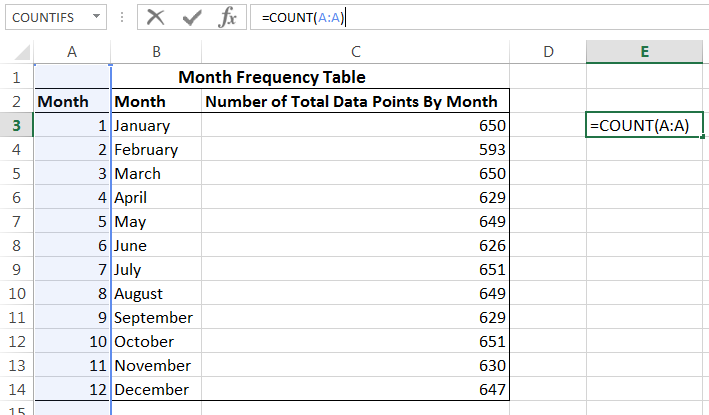 COUNTIFS fx =COUNT(A:A)
A B C D E
1 Month Frequency Table
2 Month Month Number of Total Data Points By Month
3 1 January 650 =COUNT(A:A)
4 2 February 593
5 3 March 650
6 4 April 629
7 5 May 649
8 6 June 626
9 7 July 651
10 8 August 649
11 9 September 629
12 10 October 651
13 11 November 630
14 12 December 647
15